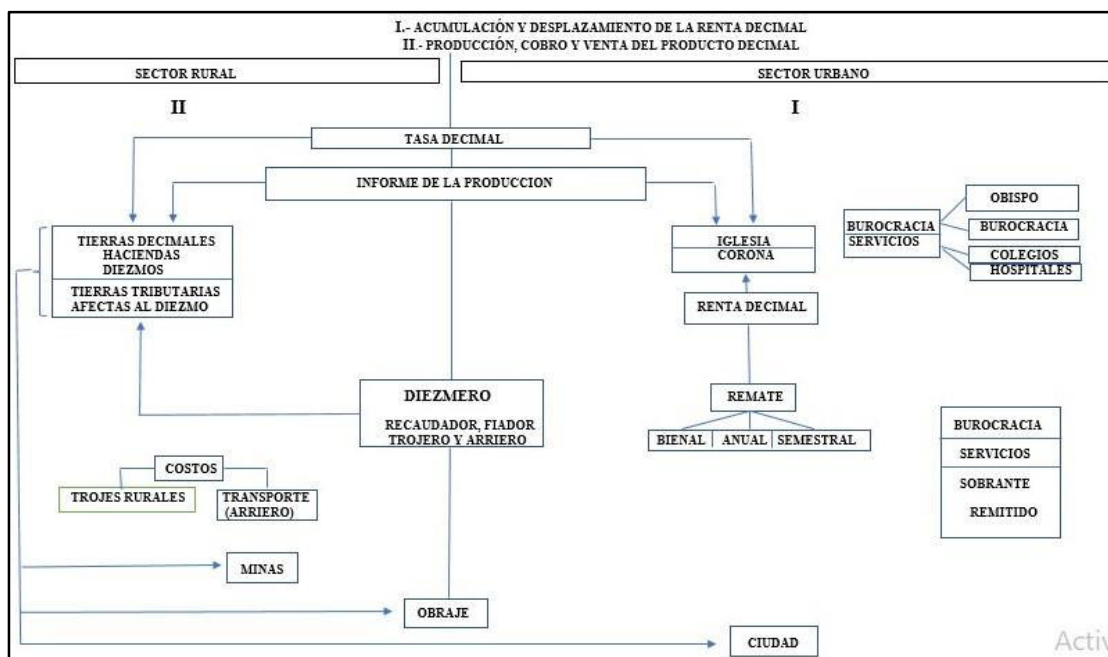 I.- ACUMULACIÓN Y DESPLAZAMIENTO DE LA RENTA DECIMAL
II.- PRODUCCIÓN, COBRO Y VENTA DEL PRODUCTO DECIMAL
SECTOR RURAL
SECTOR URBANO
II
I
TASA DECIMAL
INFORME DE LA PRODUCCION
TIERRAS DECIMALES
HACIENDAS
DIEZMOS
TIERRAS TRIBUTARIAS
AFECTAS AL DIEZMO
IGLESIA
CORONA
BUROCRACIA
SERVICIOS
OBISPO
BUROCRACIA
COLEGIOS
HOSPITALES
RENTA DECIMAL
DIEZMERO
RECAUDADOR, FIADOR
TROJERO Y ARRIERO
REMATE
BIENAL
ANUAL
SEMESTRAL
BUROCRACIA
SERVICIOS
SOBRANTE
REMITIDO
COSTOS
TROJES RURALES
TRANSPORTE
(ARRIERO)
MINAS
OBRAJE
CIUDAD
Activ